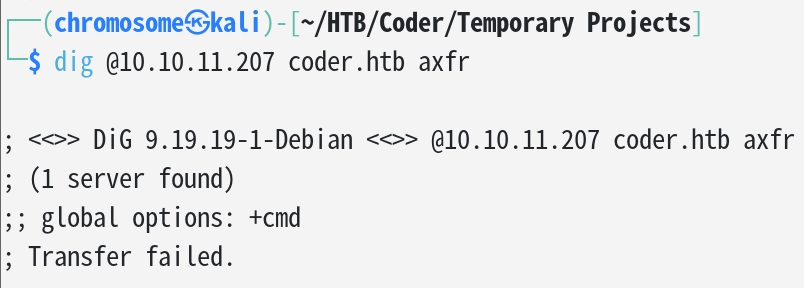 ┌──(chromosome㉿kali)-[~/HTB/Coder/Temporary Projects]
└─$ dig @10.10.11.207 coder.htb axfr
; <<>> DiG 9.19.19-1-Debian <<>> @10.10.11.207 coder.htb axfr
; (1 server found)
;; global options: +cmd
; Transfer failed.